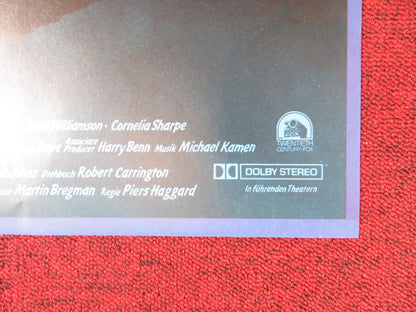 Williamson · Cornelia Sharpe
Associate Producer Harry Benn Musik Michael Kamen
Drehbuch Robert Carrington
Martin Bregman Regie Piers Haggard
FOX
TWENTIETH
CENTURY-FOX
DOLBY STEREO
In führenden Theatern